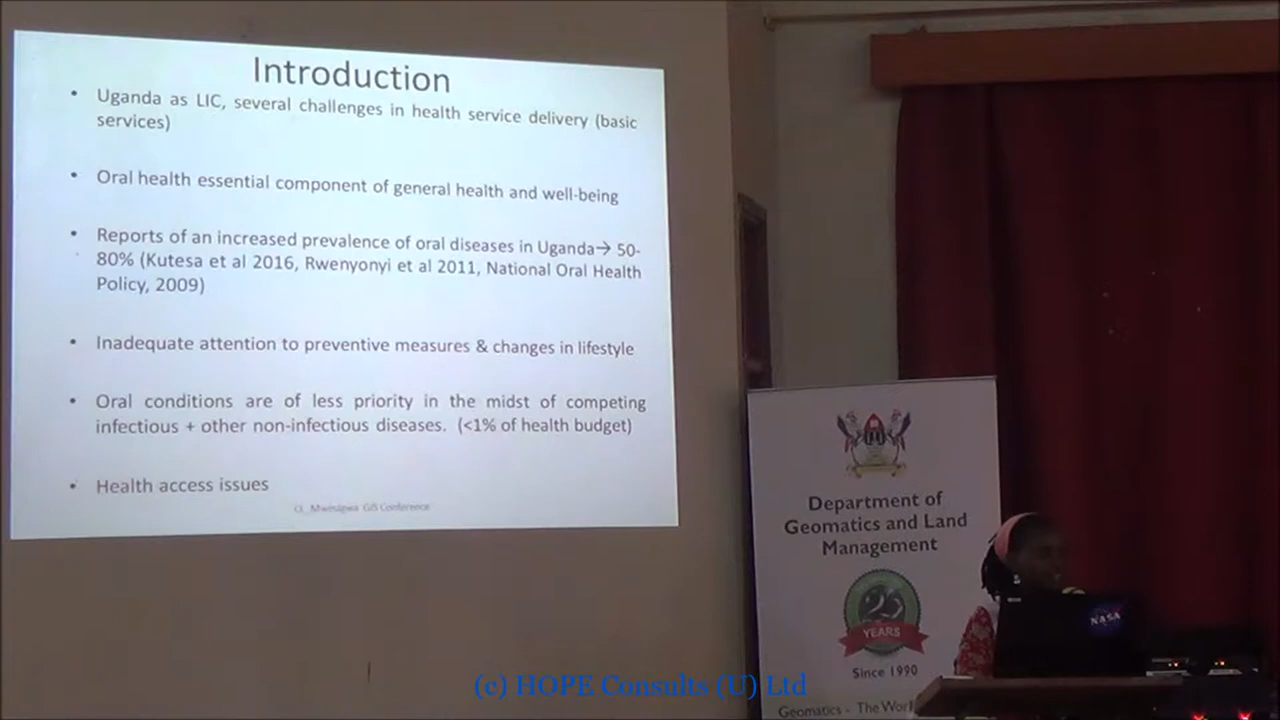 Introduction
• Uganda as LIC, several challenges in health service delivery (basic
services)
• Oral health essential component of general health and well-being
• Reports of an increased prevalence of oral diseases in Uganda→ 50-
80% (Kutesa et al 2016, Rwenyonyi et al 2011, National Oral Health
Policy, 2009)
• Inadequate attention to preventive measures & changes in lifestyle
• Oral conditions are of less priority in the midst of competing
infectious + other non-infectious diseases. (<1% of health budget)
• Health access issues
GIS Conference
Department of
Geomatics and Land
Management
25
YEARS
Since 1990
Geomatics - The
NASA
(c) HOPE Consults (U) Ltd